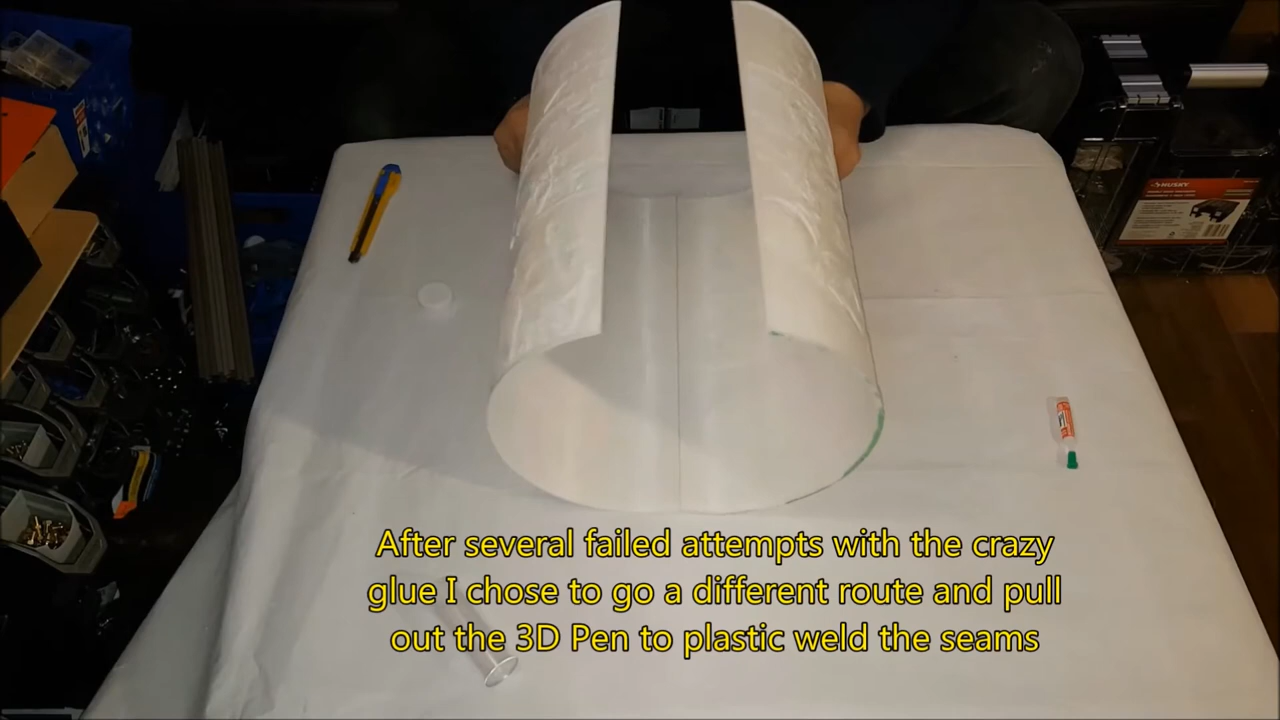 HUSKY
After several failed attempts with the crazy
glue I chose to go a different route and pull
out the 3D Pen to plastic weld the seams